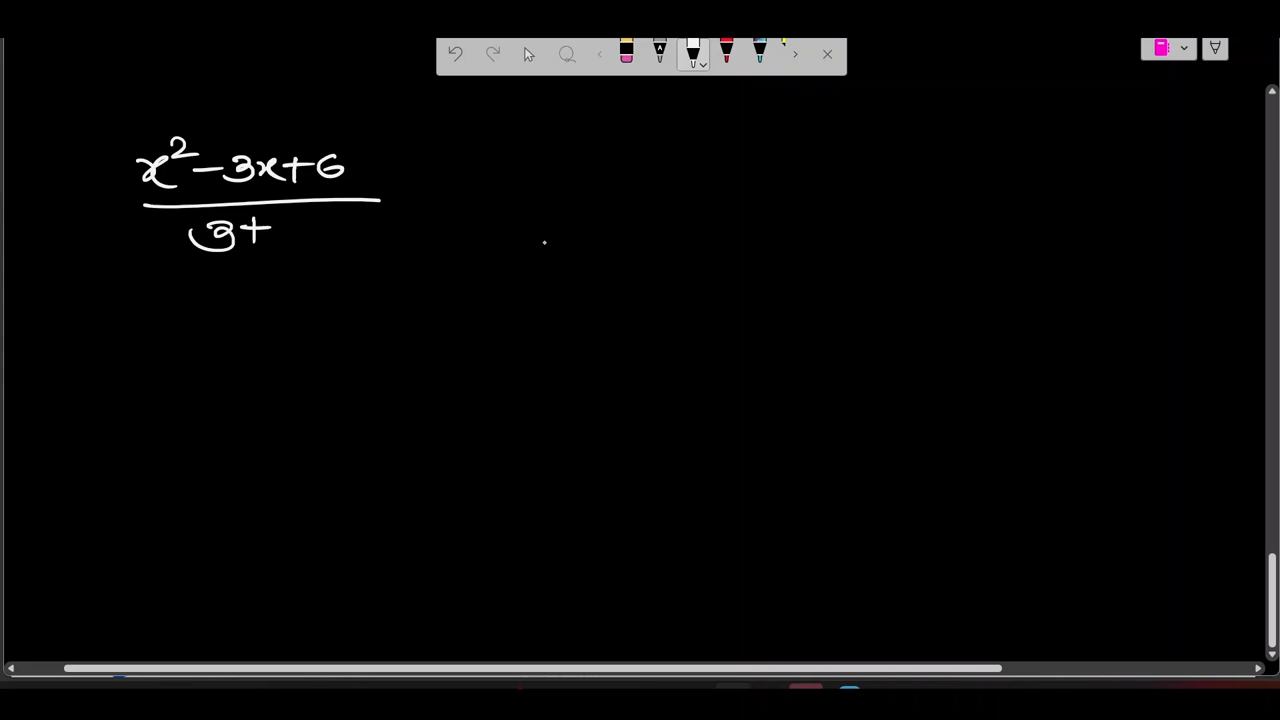 x² - 3x + 6
3 +